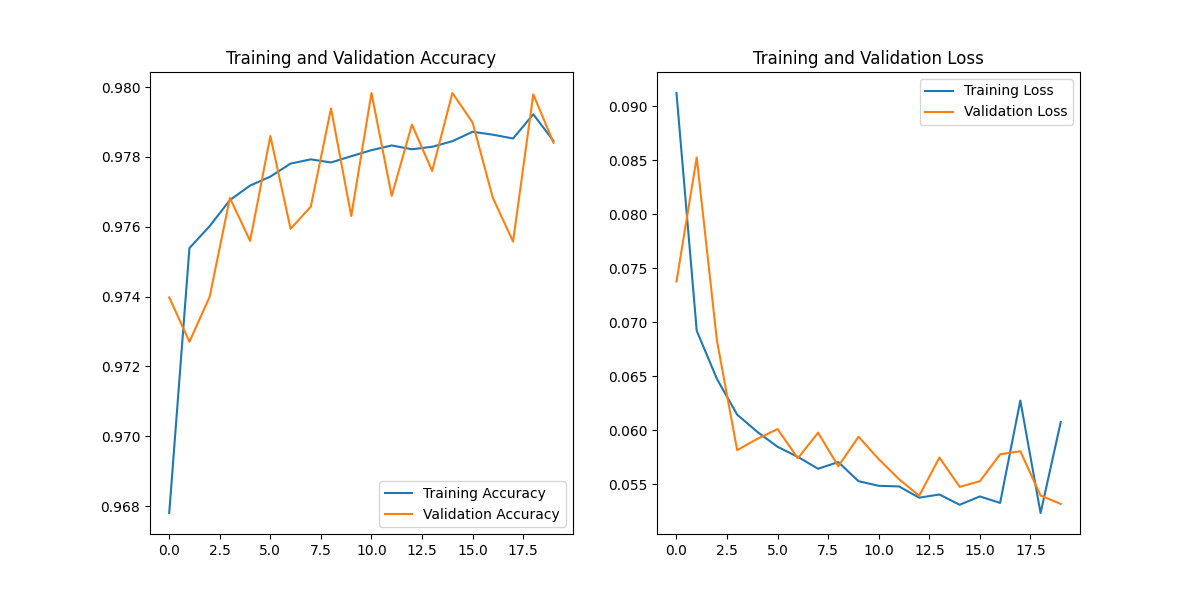 Training and Validation Accuracy
0.980
0.978
0.976
0.974
0.972
0.970
0.968
0.0 2.5 5.0 7.5 10.0 12.5 15.0 17.5
Training Accuracy
Validation Accuracy
Training and Validation Loss
0.090
0.085
0.080
0.075
0.070
0.065
0.060
0.055
0.0 2.5 5.0 7.5 10.0 12.5 15.0 17.5
Training Loss
Validation Loss